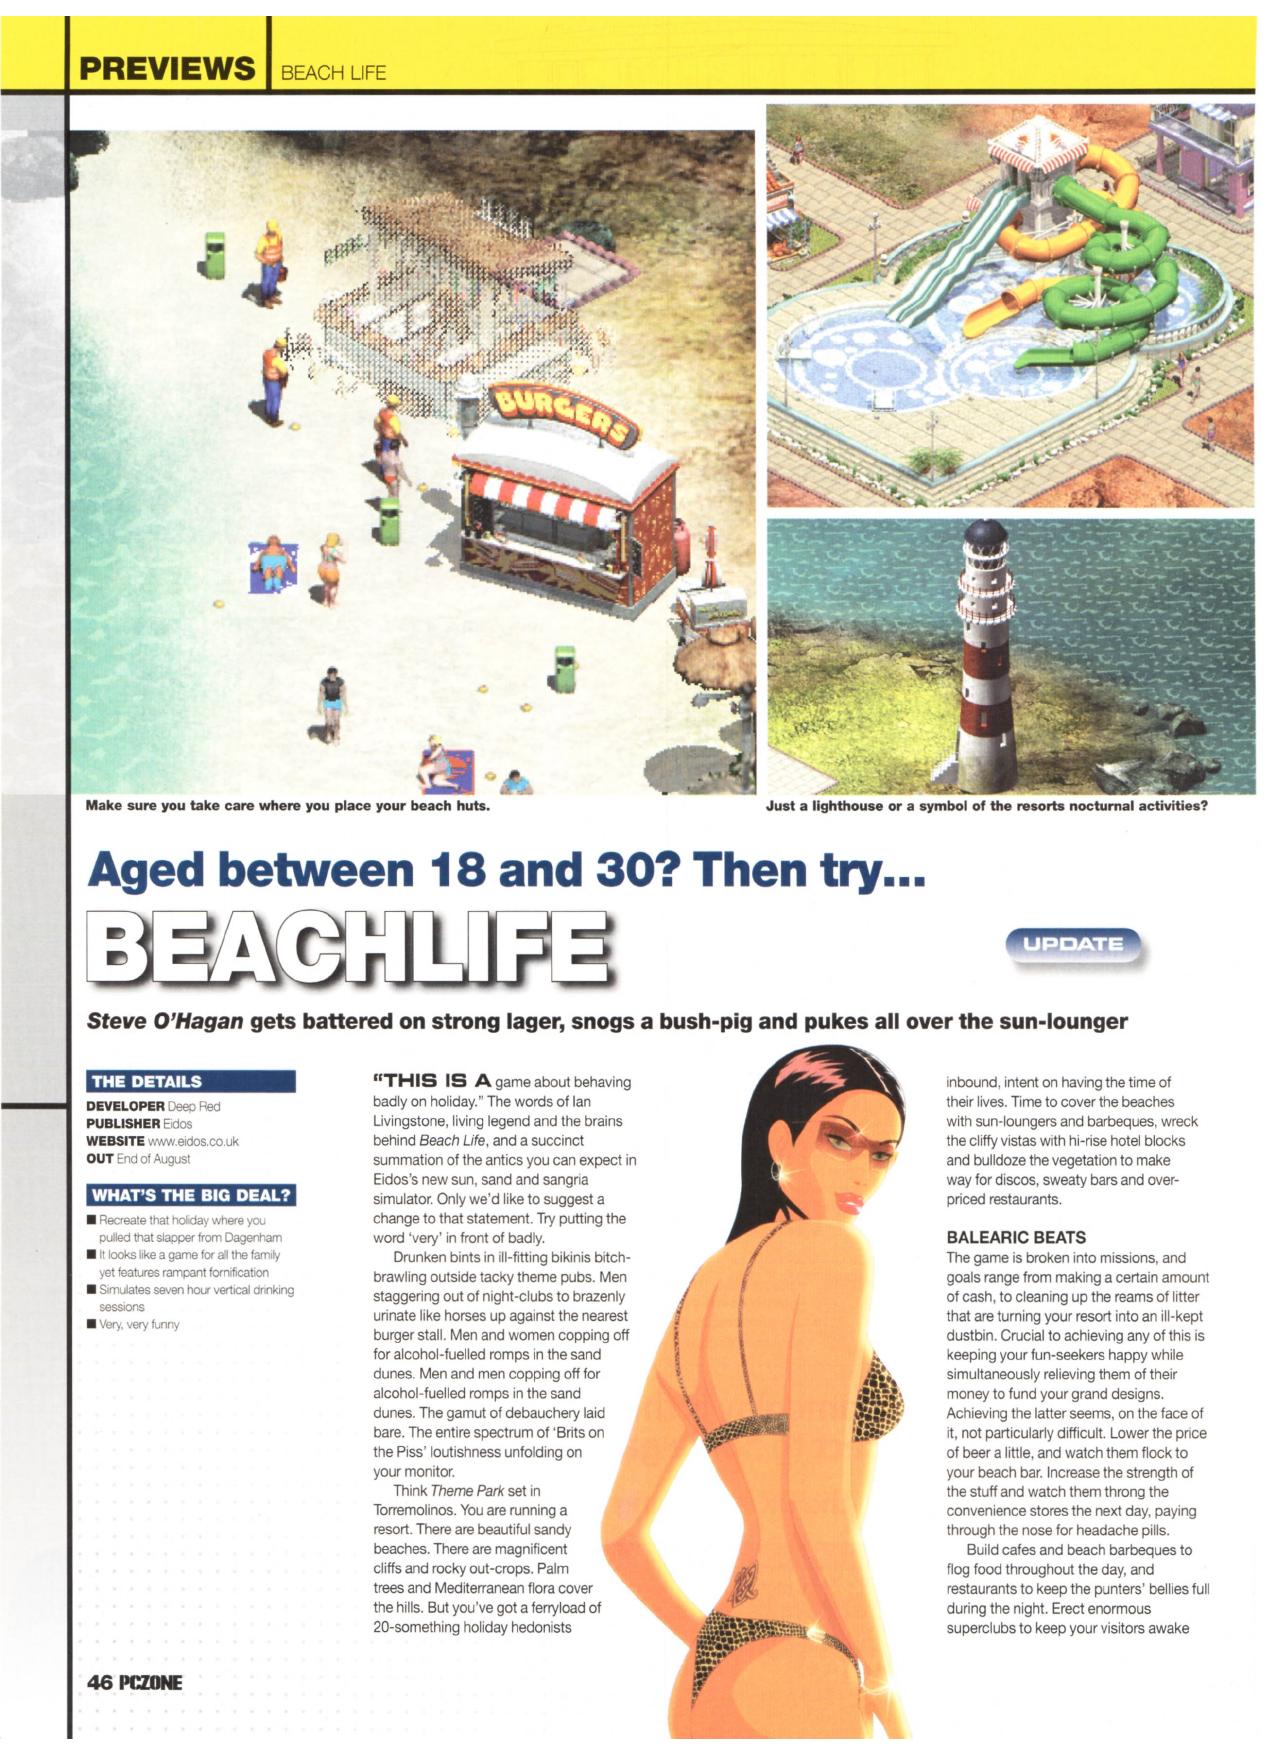 PREVIEWS BEACH LIFE
BURGERS
Make sure you take care where you place your beach huts.
Just a lighthouse or a symbol of the resorts nocturnal activities?
Aged between 18 and 30? Then try...
BEACHLIFE
UPDATE
Steve O'Hagan gets battered on strong lager, snogs a bush-pig and pukes all over the sun-lounger
THE DETAILS
DEVELOPER Deep Red
PUBLISHER Eidos
WEBSITE www.eidos.co.uk
OUT End of August
WHAT'S THE BIG DEAL?
■ Recreate that holiday where you
pulled that slapper from Dagenham
■ It looks like a game for all the family
yet features rampant fornification
■ Simulates seven hour vertical drinking
sessions
■ Very, very funny
"THIS IS A game about behaving
badly on holiday." The words of Ian
Livingstone, living legend and the brains
behind Beach Life, and a succinct
summation of the antics you can expect in
Eidos's new sun, sand and sangria
simulator. Only we'd like to suggest a
change to that statement. Try putting the
word 'very' in front of badly.
Drunken bints in ill-fitting bikinis bitch-
brawling outside tacky theme pubs. Men
staggering out of night-clubs to brazenly
urinate like horses up against the nearest
burger stall. Men and women copping off
for alcohol-fuelled romps in the sand
dunes. Men and men copping off for
alcohol-fuelled romps in the sand
dunes. The gamut of debauchery laid
bare. The entire spectrum of 'Brits on
the Piss' loutishness unfolding on
your monitor.
Think Theme Park set in
Torremolinos. You are running a
resort. There are beautiful sandy
beaches. There are magnificent
cliffs and rocky out-crops. Palm
trees and Mediterranean flora cover
the hills. But you've got a ferryload of
20-something holiday hedonists
inbound, intent on having the time of
their lives. Time to cover the beaches
with sun-loungers and barbeques, wreck
the cliffy vistas with hi-rise hotel blocks
and bulldoze the vegetation to make
way for discos, sweaty bars and over-
priced restaurants.
BALEARIC BEATS
The game is broken into missions, and
goals range from making a certain amount
of cash, to cleaning up the reams of litter
that are turning your resort into an ill-kept
dustbin. Crucial to achieving any of this is
keeping your fun-seekers happy while
simultaneously relieving them of their
money to fund your grand designs.
Achieving the latter seems, on the face of
it, not particularly difficult. Lower the price
of beer a little, and watch them flock to
your beach bar. Increase the strength of
the stuff and watch them throng the
convenience stores the next day, paying
through the nose for headache pills.
Build cafes and beach barbeques to
flog food throughout the day, and
restaurants to keep the punters' bellies full
during the night. Erect enormous
superclubs to keep your visitors awake
46 PCZONE